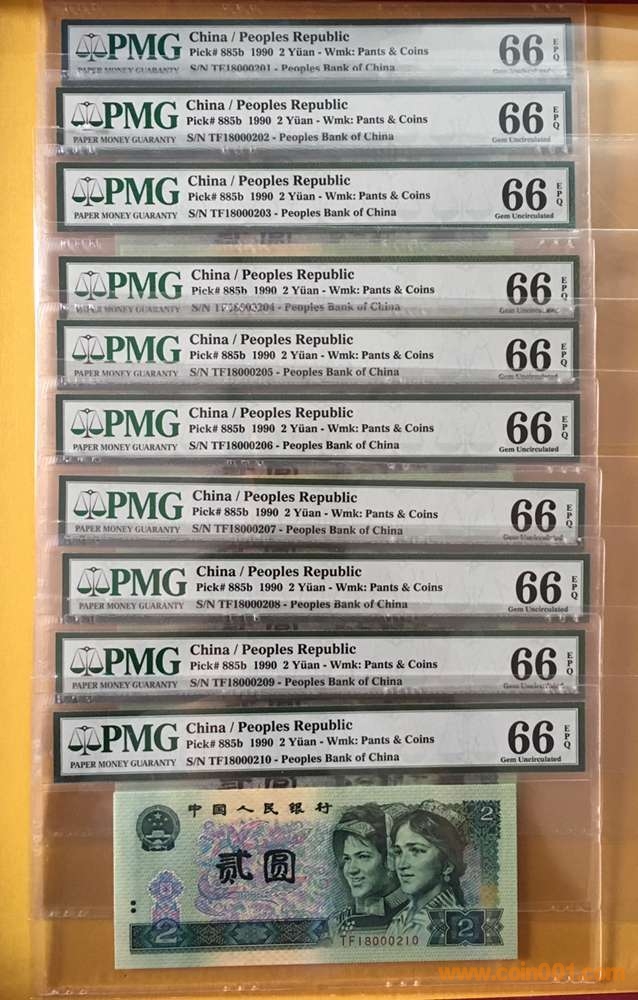 PMG
PAPER MONEY GUARANTY
China / Peoples Republic
Pick# 885b 1990 2 Yüan - Wmk: Pants & Coins
S/N TF18000201 - Peoples Bank of China
66 EPQ
Gem Uncirculated
PMG
PAPER MONEY GUARANTY
China / Peoples Republic
Pick# 885b 1990 2 Yüan - Wmk: Pants & Coins
S/N TF18000202 - Peoples Bank of China
66 EPQ
Gem Uncirculated
PMG
PAPER MONEY GUARANTY
China / Peoples Republic
Pick# 885b 1990 2 Yüan - Wmk: Pants & Coins
S/N TF18000203 - Peoples Bank of China
66 EPQ
Gem Uncirculated
PMG
PAPER MONEY GUARANTY
China / Peoples Republic
Pick# 885b 1990 2 Yüan - Wmk: Pants & Coins
S/N TF18000204 - Peoples Bank of China
66 EPQ
Gem Uncirculated
PMG
PAPER MONEY GUARANTY
China / Peoples Republic
Pick# 885b 1990 2 Yüan - Wmk: Pants & Coins
S/N TF18000205 - Peoples Bank of China
66 EPQ
Gem Uncirculated
PMG
PAPER MONEY GUARANTY
China / Peoples Republic
Pick# 885b 1990 2 Yüan - Wmk: Pants & Coins
S/N TF18000206 - Peoples Bank of China
66 EPQ
Gem Uncirculated
PMG
PAPER MONEY GUARANTY
China / Peoples Republic
Pick# 885b 1990 2 Yüan - Wmk: Pants & Coins
S/N TF18000207 - Peoples Bank of China
66 EPQ
Gem Uncirculated
PMG
PAPER MONEY GUARANTY
China / Peoples Republic
Pick# 885b 1990 2 Yüan - Wmk: Pants & Coins
S/N TF18000208 - Peoples Bank of China
66 EPQ
Gem Uncirculated
PMG
PAPER MONEY GUARANTY
China / Peoples Republic
Pick# 885b 1990 2 Yüan - Wmk: Pants & Coins
S/N TF18000209 - Peoples Bank of China
66 EPQ
Gem Uncirculated
PMG
PAPER MONEY GUARANTY
China / Peoples Republic
Pick# 885b 1990 2 Yüan - Wmk: Pants & Coins
S/N TF18000210 - Peoples Bank of China
66 EPQ
Gem Uncirculated
中国人民银行
2
贰圆
2
2
TF18000210
www.coin001.com